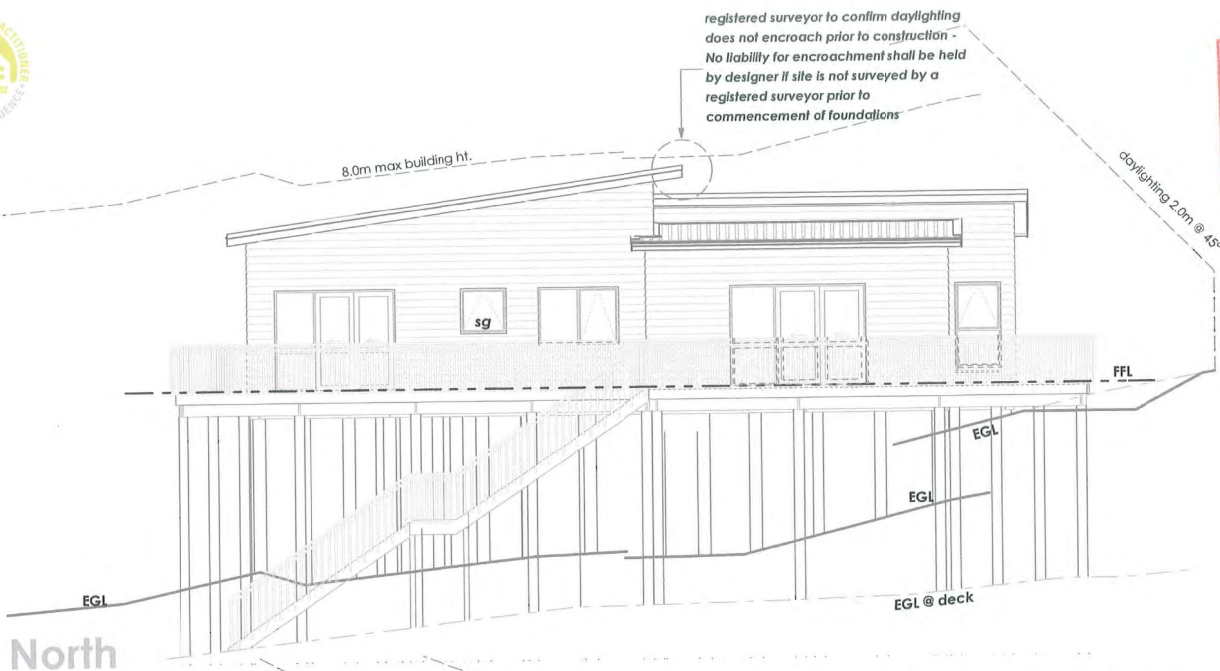 registered surveyor to confirm daylighting
does not encroach prior to construction -
No liability for encroachment shall be held
by designer if site is not surveyed by a
registered surveyor prior to
commencement of foundations
8.0m max building ht.
daylighting 2.0m @ 45°
sg
FFL
EGL
EGL
EGL
EGL @ deck
North